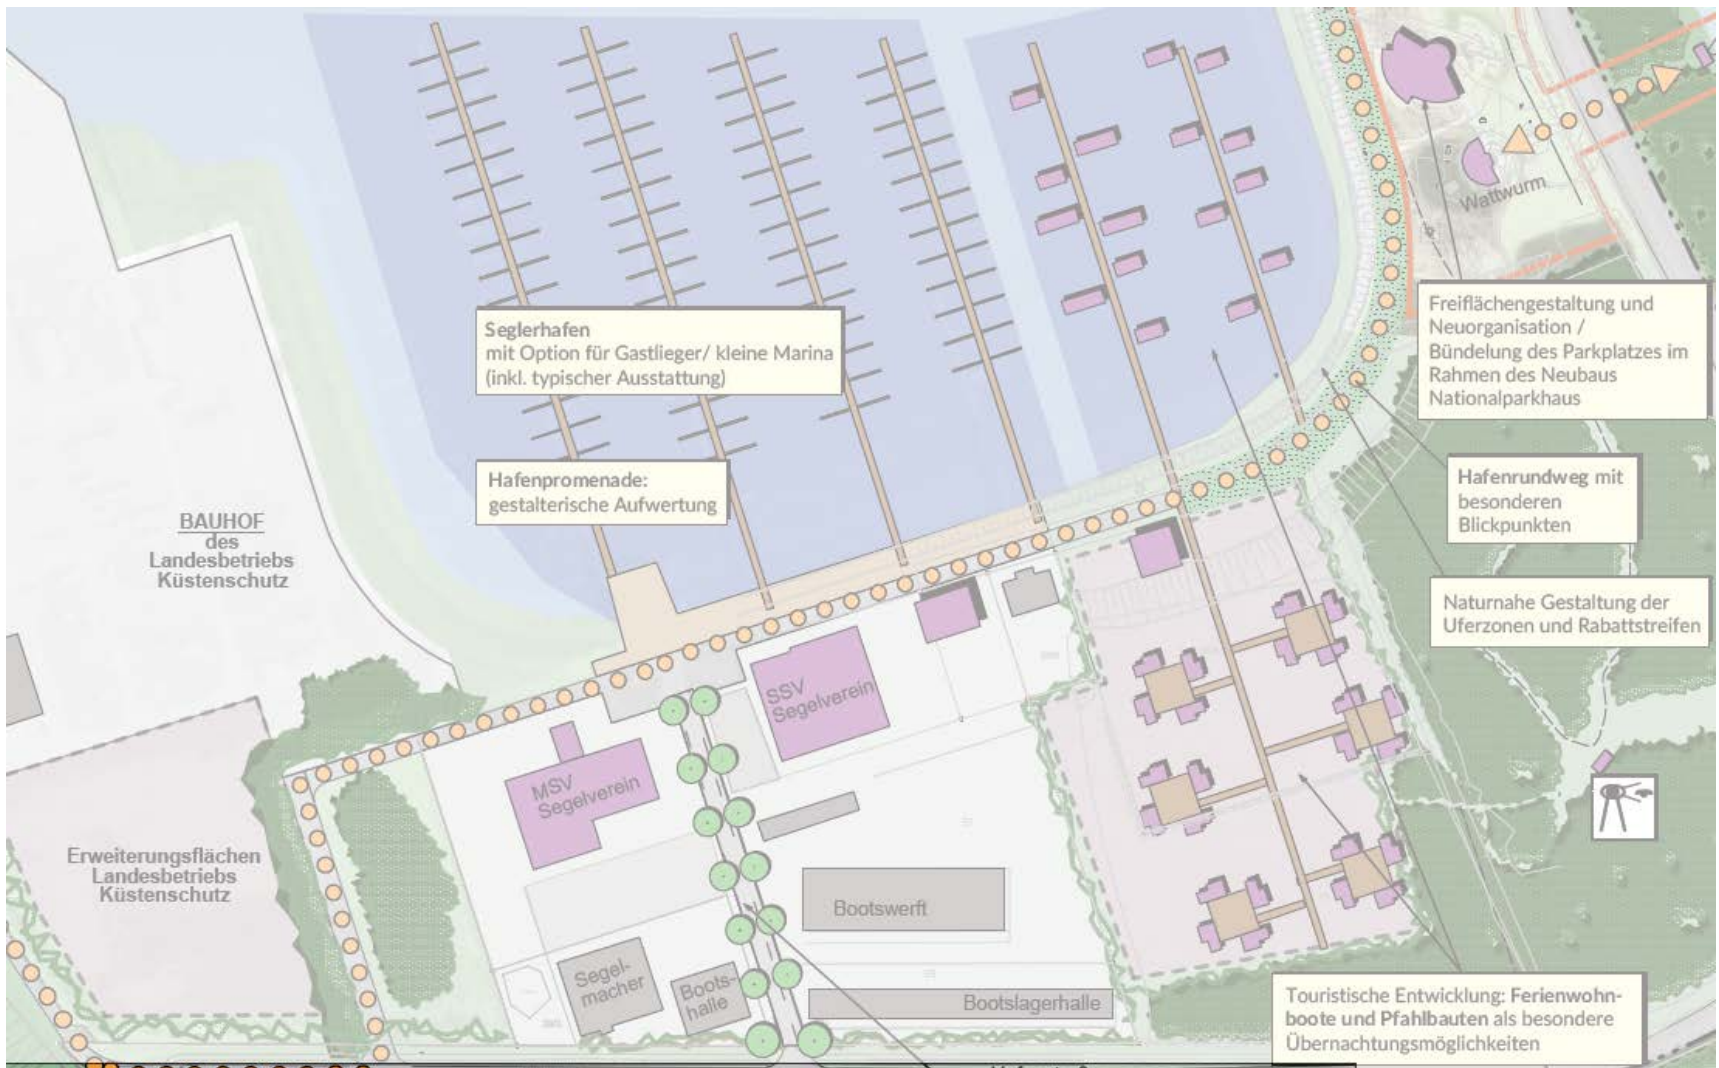 Wattwurm
Freiflächengestaltung und
Neuorganisation /
Bündelung des Parkplatzes im
Rahmen des Neubaus
Nationalparkhaus
Seglerhafen
mit Option für Gastlieger/ kleine Marina
(inkl. typischer Ausstattung)
Hafenpromenade:
gestalterische Aufwertung
Hafenrundweg mit
besonderen
Blickpunkten
BAUHOF
des
Landesbetriebs
Küstenschutz
Naturnahe Gestaltung der
Uferzonen und Rabattstreifen
SSV
Segelverein
MSV
Segelverein
Erweiterungsflächen
Landesbetriebs
Küstenschutz
Bootswerft
Segel-
macher
Boots-
halle
Bootslagerhalle
Touristische Entwicklung: Ferienwohn-
boote und Pfahlbauten als besondere
Übernachtungsmöglichkeiten